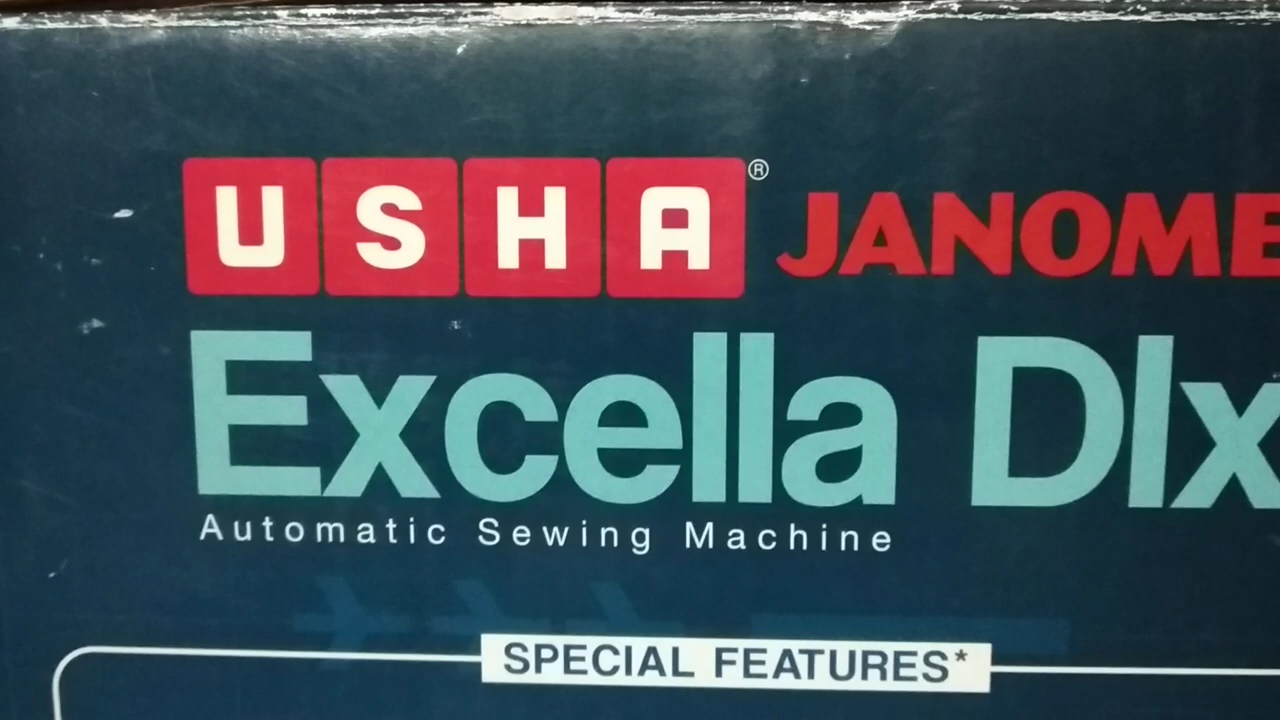 USHA® JANOME
Excella Dlx
Automatic Sewing Machine
SPECIAL FEATURES*